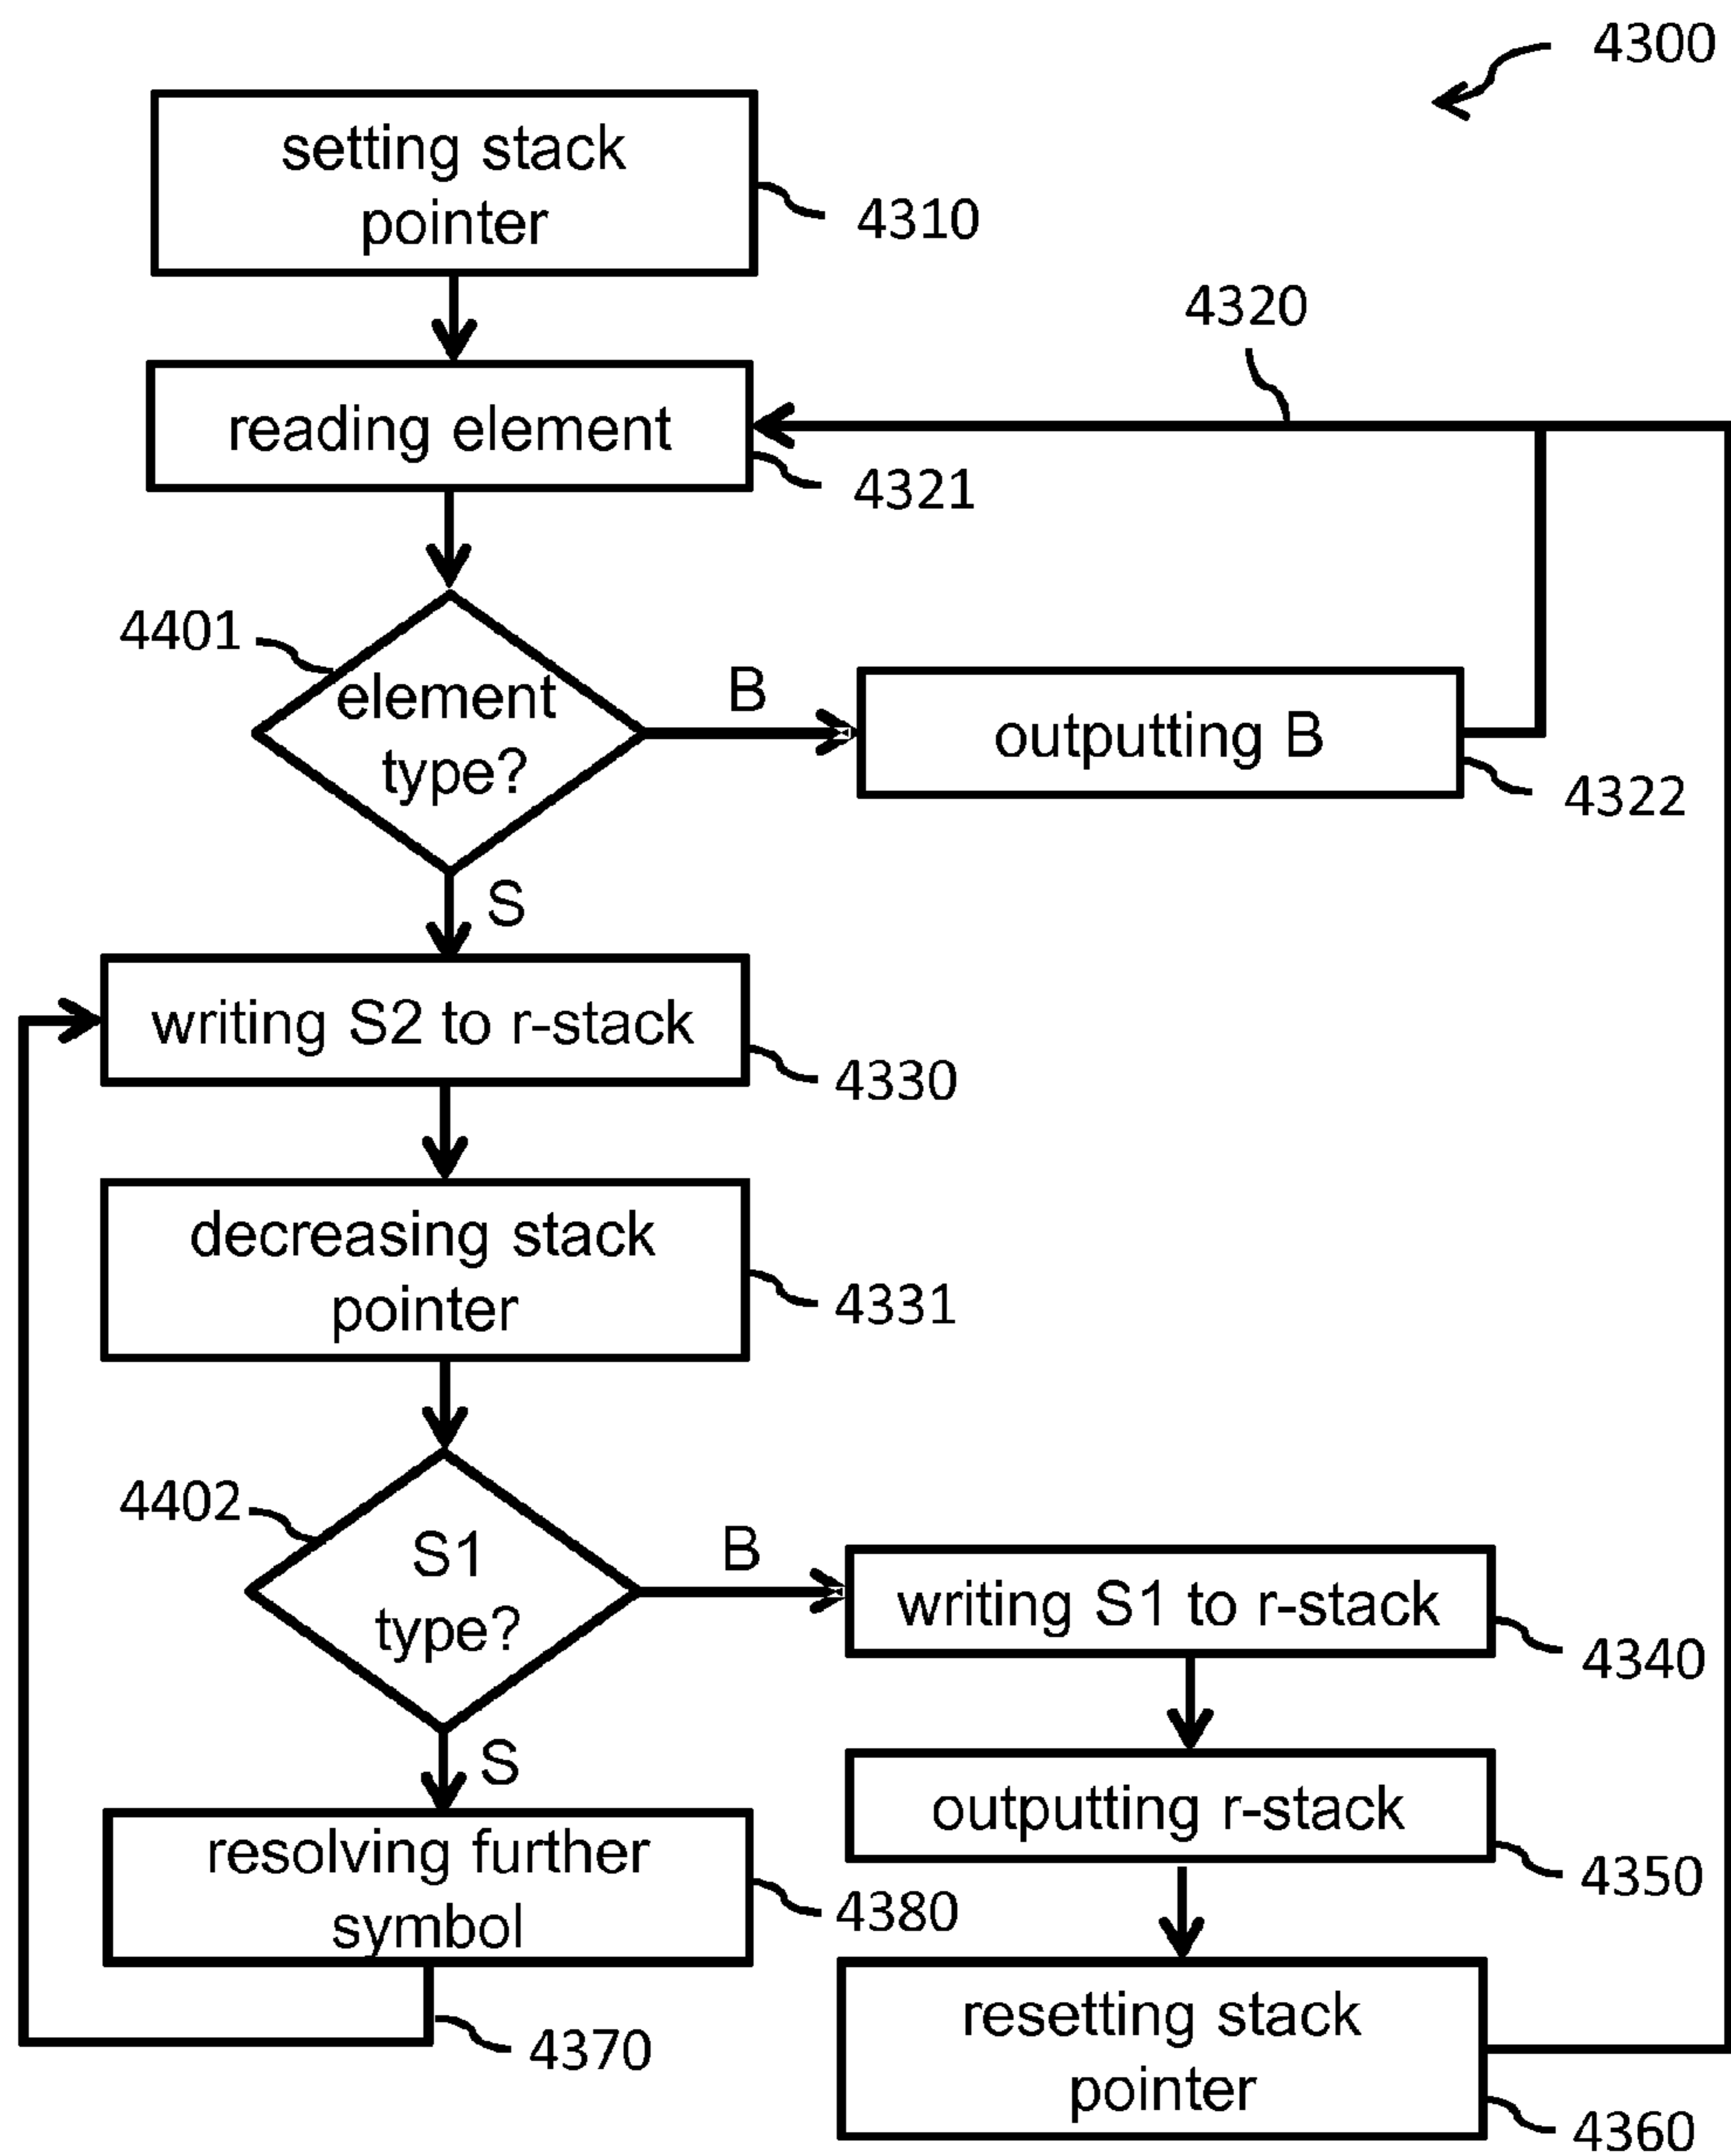 4300
setting stack
pointer
4310
4320
reading element
4321
4401
element
type?
B
outputting B
4322
S
writing S2 to r-stack
4330
decreasing stack
pointer
4331
4402
S1
type?
B
writing S1 to r-stack
4340
S
outputting r-stack
4350
resolving further
symbol
4380
resetting stack
pointer
4370
4360